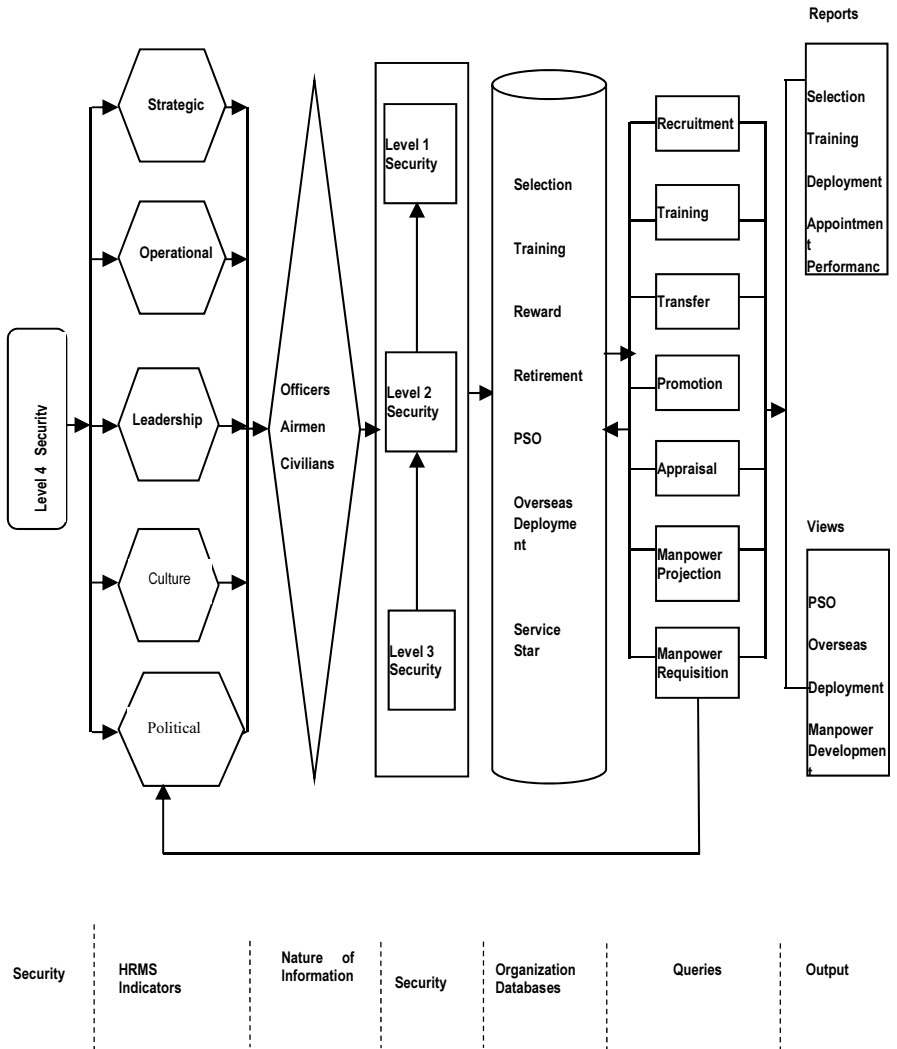 Reports
Selection
Training
Deployment
Appointmen
t
Performanc
Strategic
Operational
Leadership
Culture
Political
Level 4 Security
Officers
Airmen
Civilians
Level 1
Security
Level 2
Security
Level 3
Security
Selection
Training
Reward
Retirement
PSO
Overseas
Deployme
nt
Service
Star
Recruitment
Training
Transfer
Promotion
Appraisal
Manpower
Projection
Manpower
Requisition
Views
PSO
Overseas
Deployment
Manpower
Developmen
t
Security
HRMS
Indicators
Nature of
Information
Security
Organization
Databases
Queries
Output